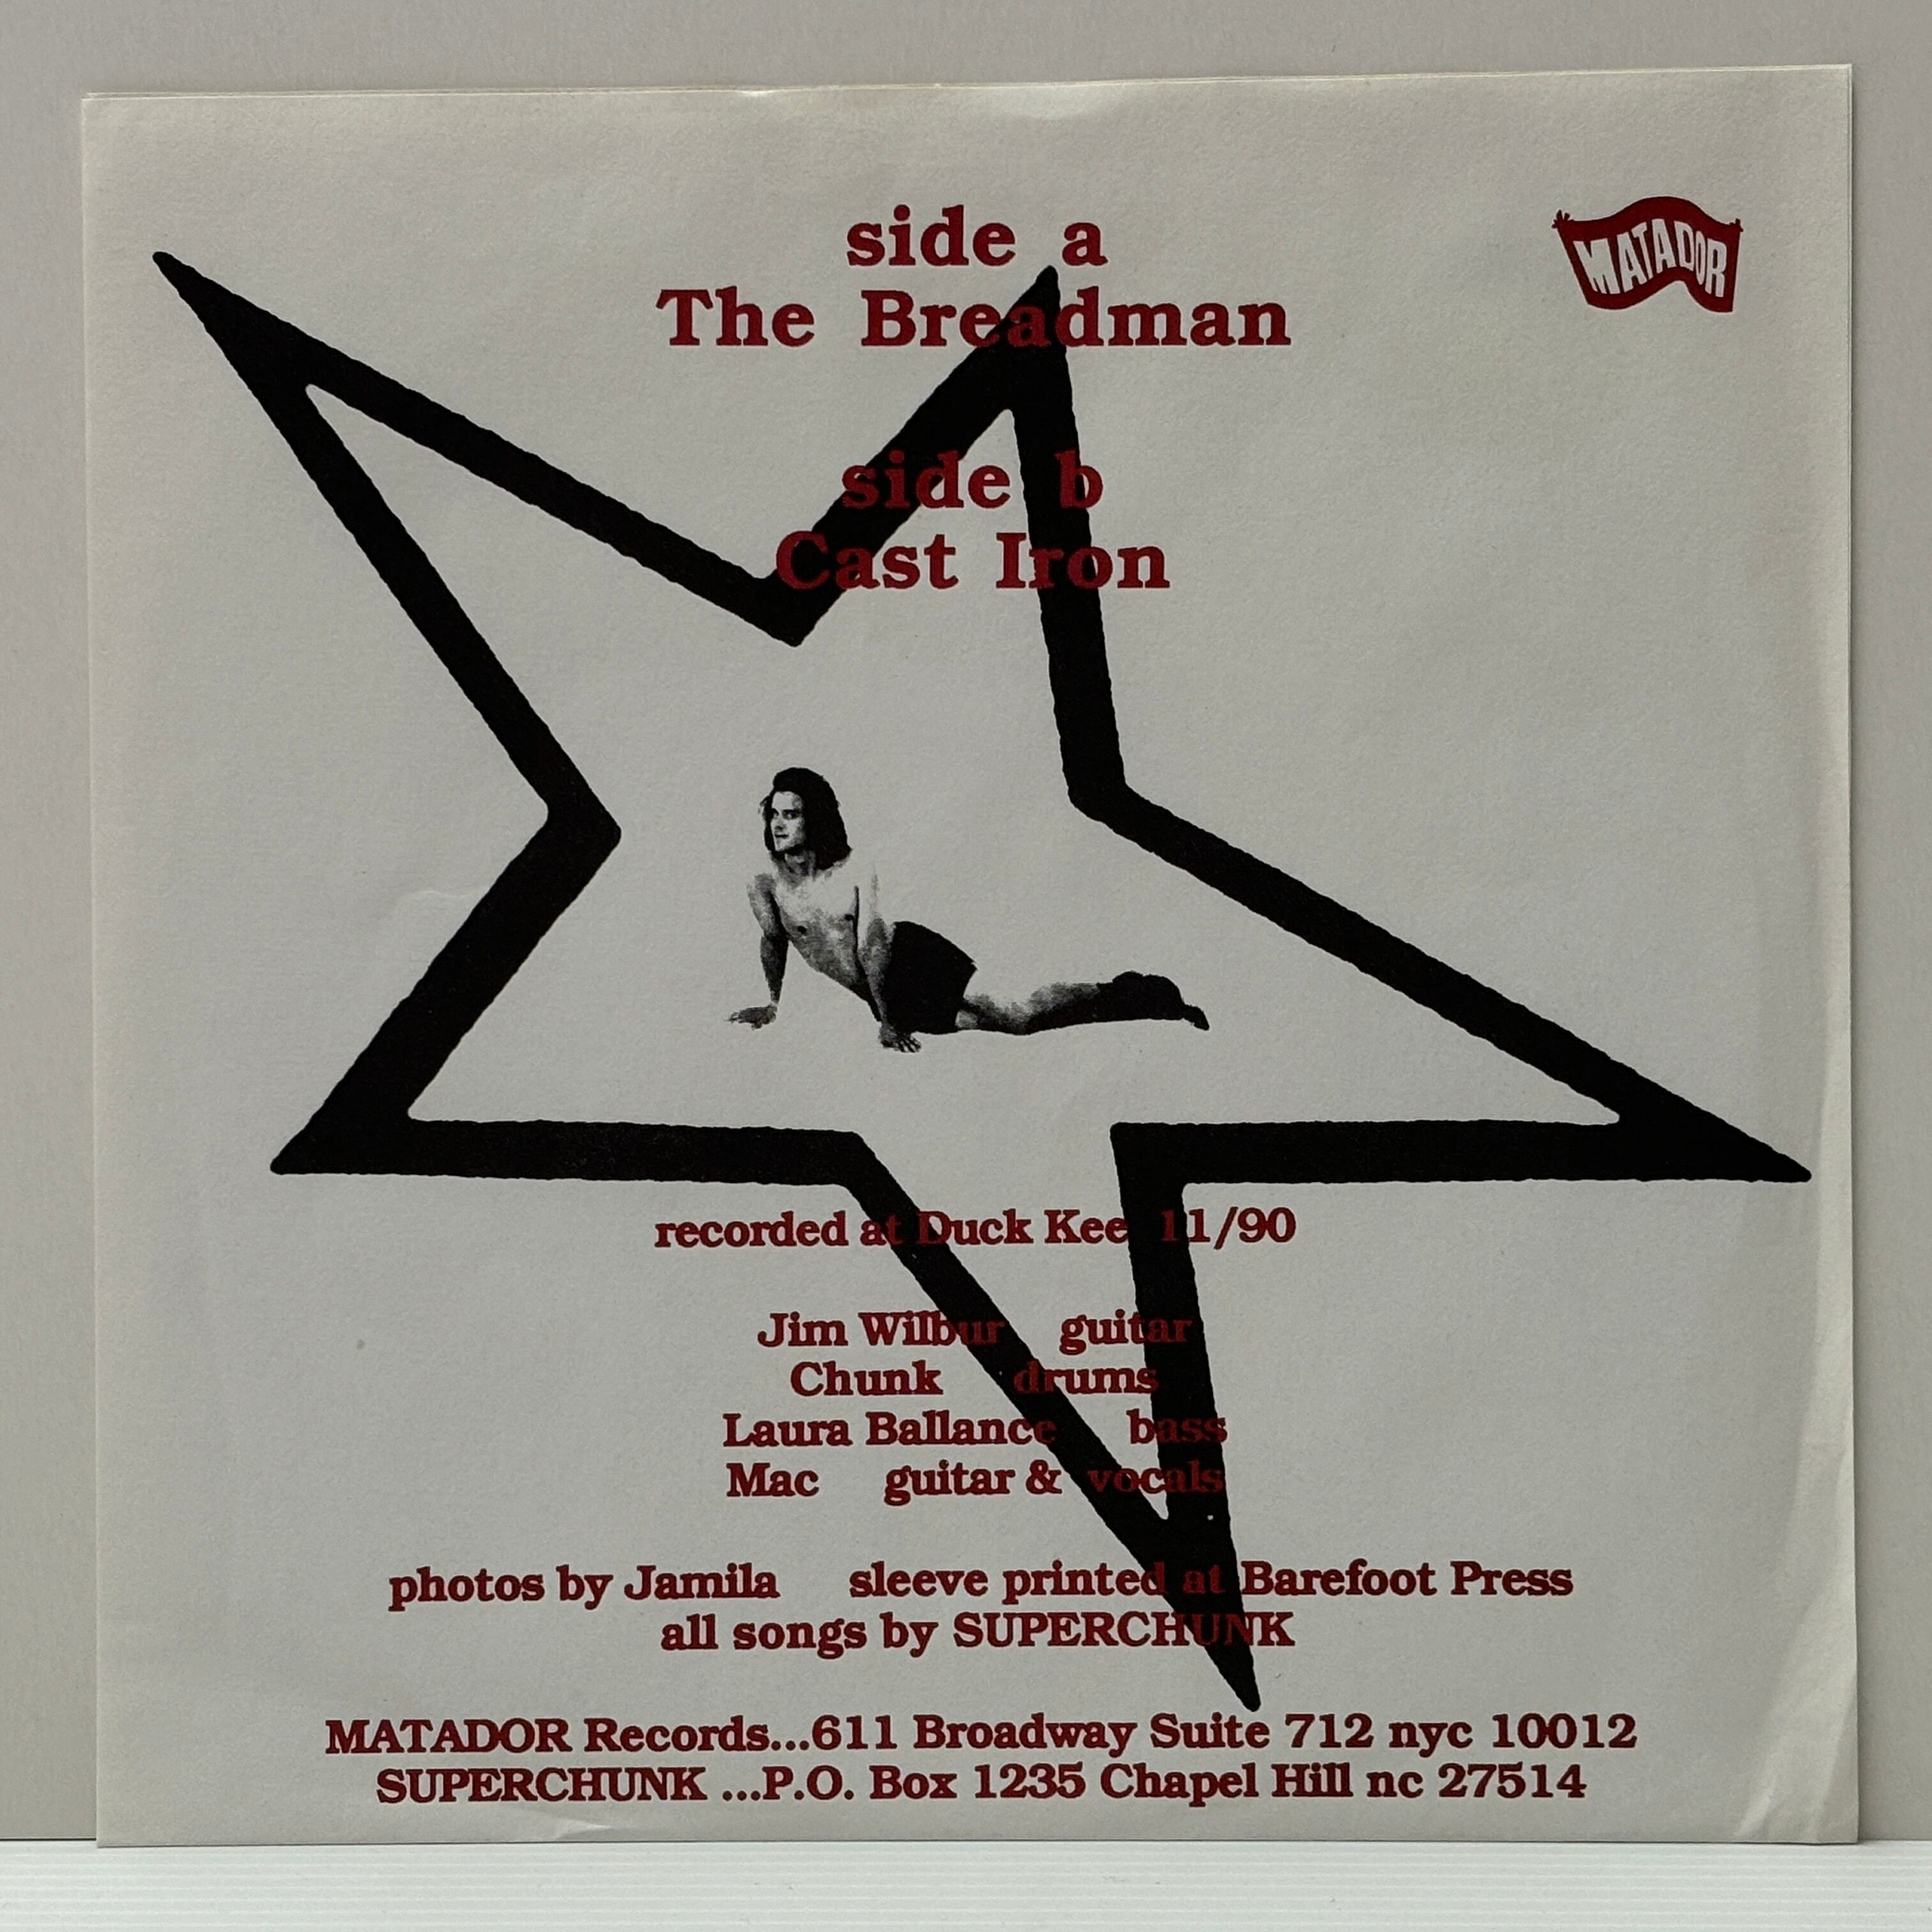 side a
The Breadman
MATADOR
side b
Cast Iron
recorded at Duck Kee 11/90
Jim Wilbur guitar
Chunk drums
Laura Ballance bass
Mac guitar & vocals
photos by Jamila sleeve printed at Barefoot Press
all songs by SUPERCHUNK
MATADOR Records...611 Broadway Suite 712 nyc 10012
SUPERCHUNK ...P.O. Box 1235 Chapel Hill nc 27514